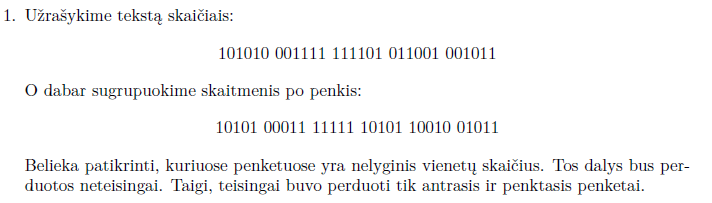 1. Užrašykime tekstą skaičiais:
101010 001111 111101 011001 001011
O dabar sugrupuokime skaitmenis po penkis:
10101 00011 11111 10101 10010 01011
Belieka patikrinti, kuriuose penketuose yra nelyginis vienetų skaičius. Tos dalys bus per-
duotos neteisingai. Taigi, teisingai buvo perduoti tik antrasis ir penktasis penketai.